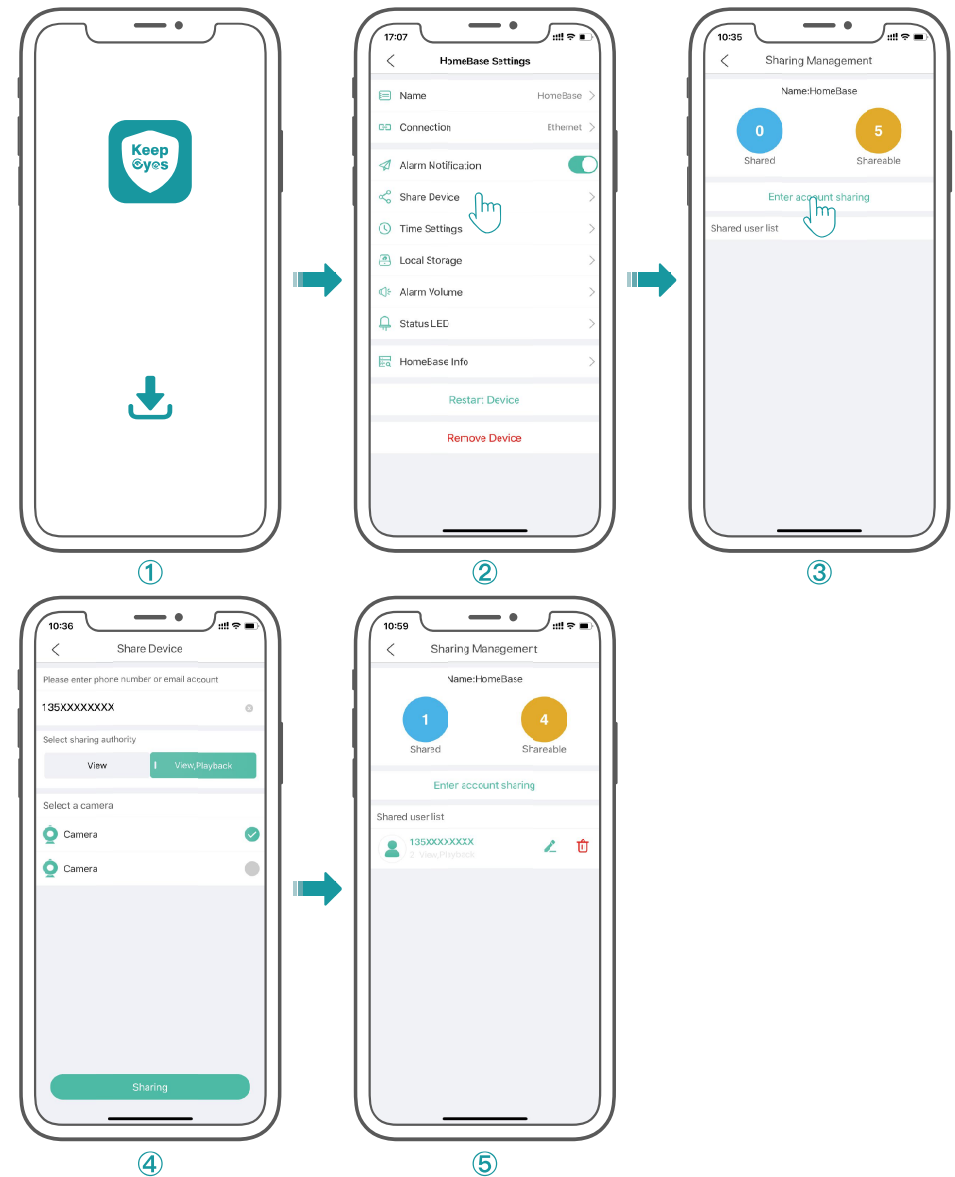 Keep
Eyes
①
17:07
HomeBase Settings
Name HomeBase
Connection Ethernet
Alarm Notification
Share Device
Time Settings
Local Storage
Alarm Volume
Status LED
HomeBase Info
Restart Device
Remove Device
②
10:35
Sharing Management
Name:HomeBase
0 5
Shared Shareable
Enter account sharing
Shared user list
③
10:36
Share Device
Please enter phone number or email account
135XXXXXXXX
Select sharing authority
View View,Playback
Select a camera
Camera
Camera
Sharing
④
10:59
Sharing Management
Name:HomeBase
1 4
Shared Shareable
Enter account sharing
Shared user list
135XXXXXXXX
View,Playback
⑤